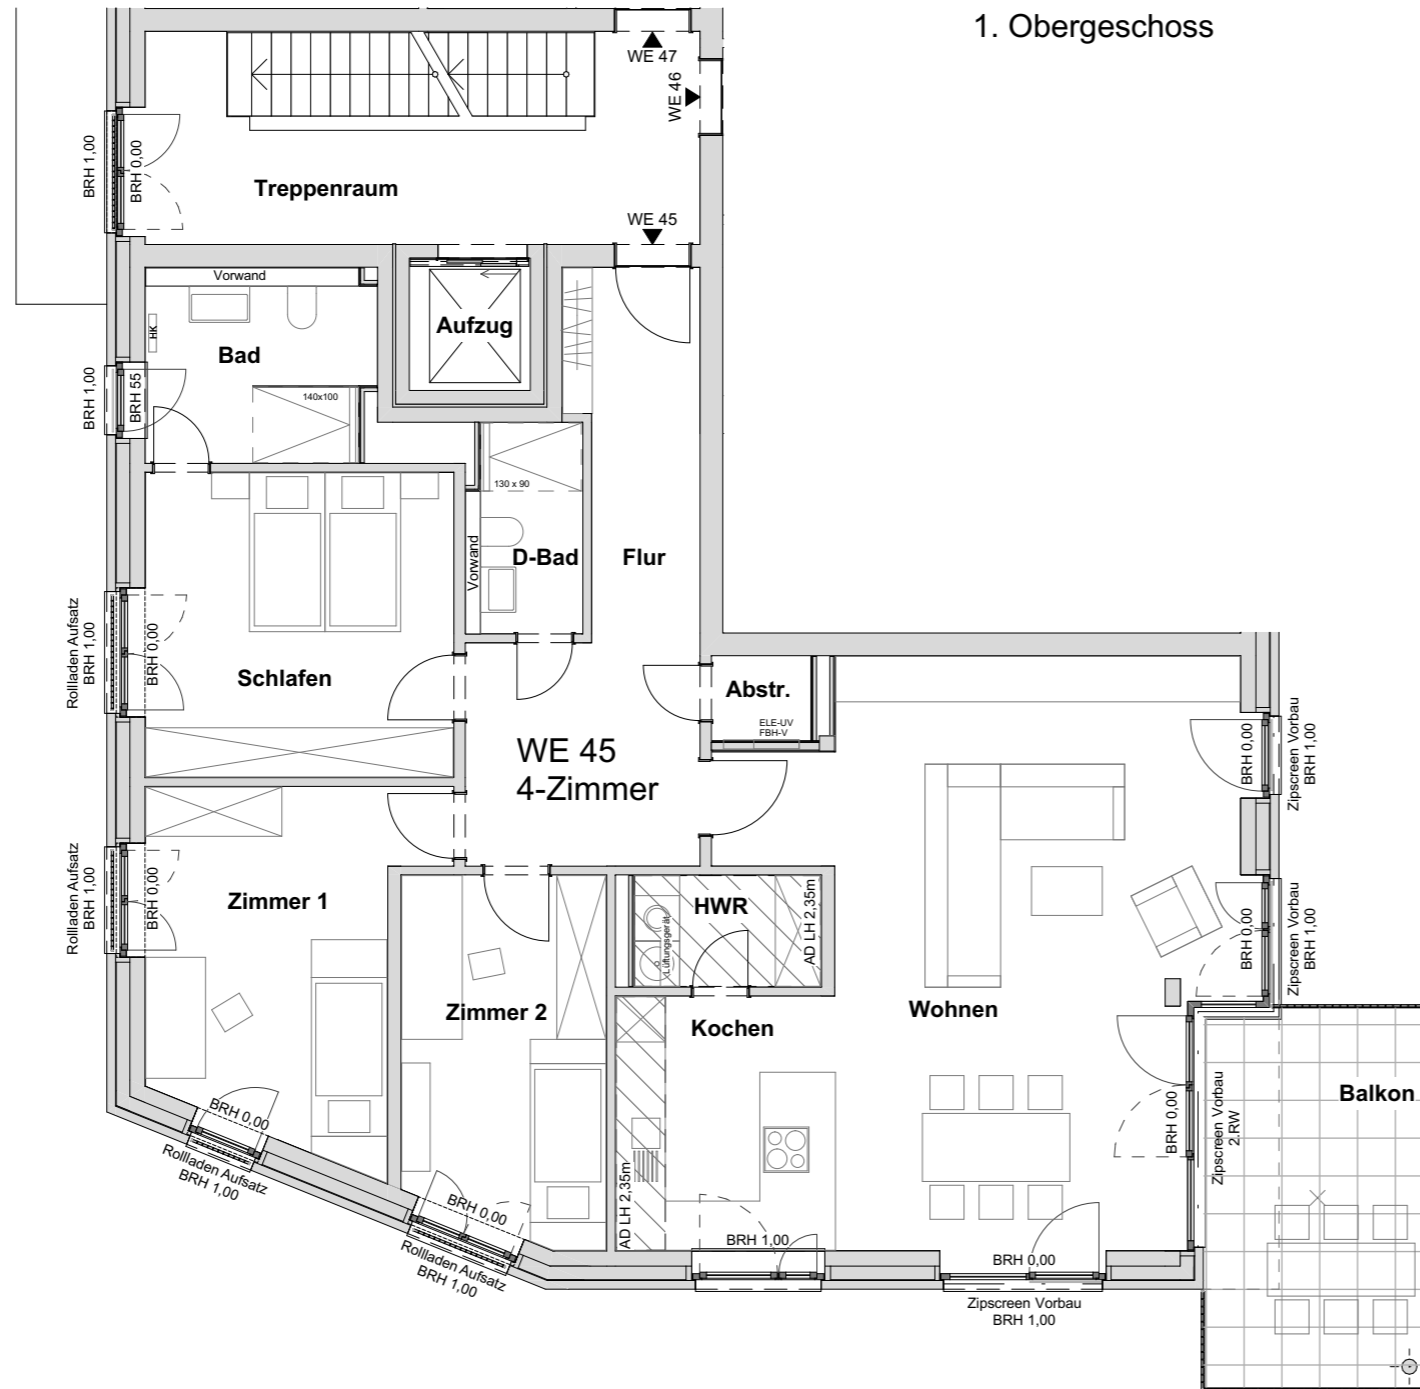 1. Obergeschoss
WE 47
WE 46
BRH 1,00
BRH 0,00
Treppenraum
WE 45
Vorwand
HK
Bad
Aufzug
BRH 1,00
BRH 55
140x100
130 x 90
Vorwand
D-Bad
Flur
Rollladen Aufsatz
BRH 1,00
BRH 0,00
Schlafen
Abstr.
ELE-UV
FBH-V
WE 45
4-Zimmer
BRH 0,00
Zipscreen Vorbau
BRH 1,00
Rollladen Aufsatz
BRH 1,00
BRH 0,00
Zimmer 1
HWR
Lüftungsgerät
AD LH 2,35m
BRH 0,00
Zipscreen Vorbau
BRH 1,00
Zimmer 2
Kochen
Wohnen
Balkon
BRH 0,00
Zipscreen Vorbau
2.RW
BRH 0,00
Rollladen Aufsatz
BRH 1,00
BRH 0,00
Rollladen Aufsatz
BRH 1,00
AD LH 2,35m
BRH 1,00
BRH 0,00
Zipscreen Vorbau
BRH 1,00